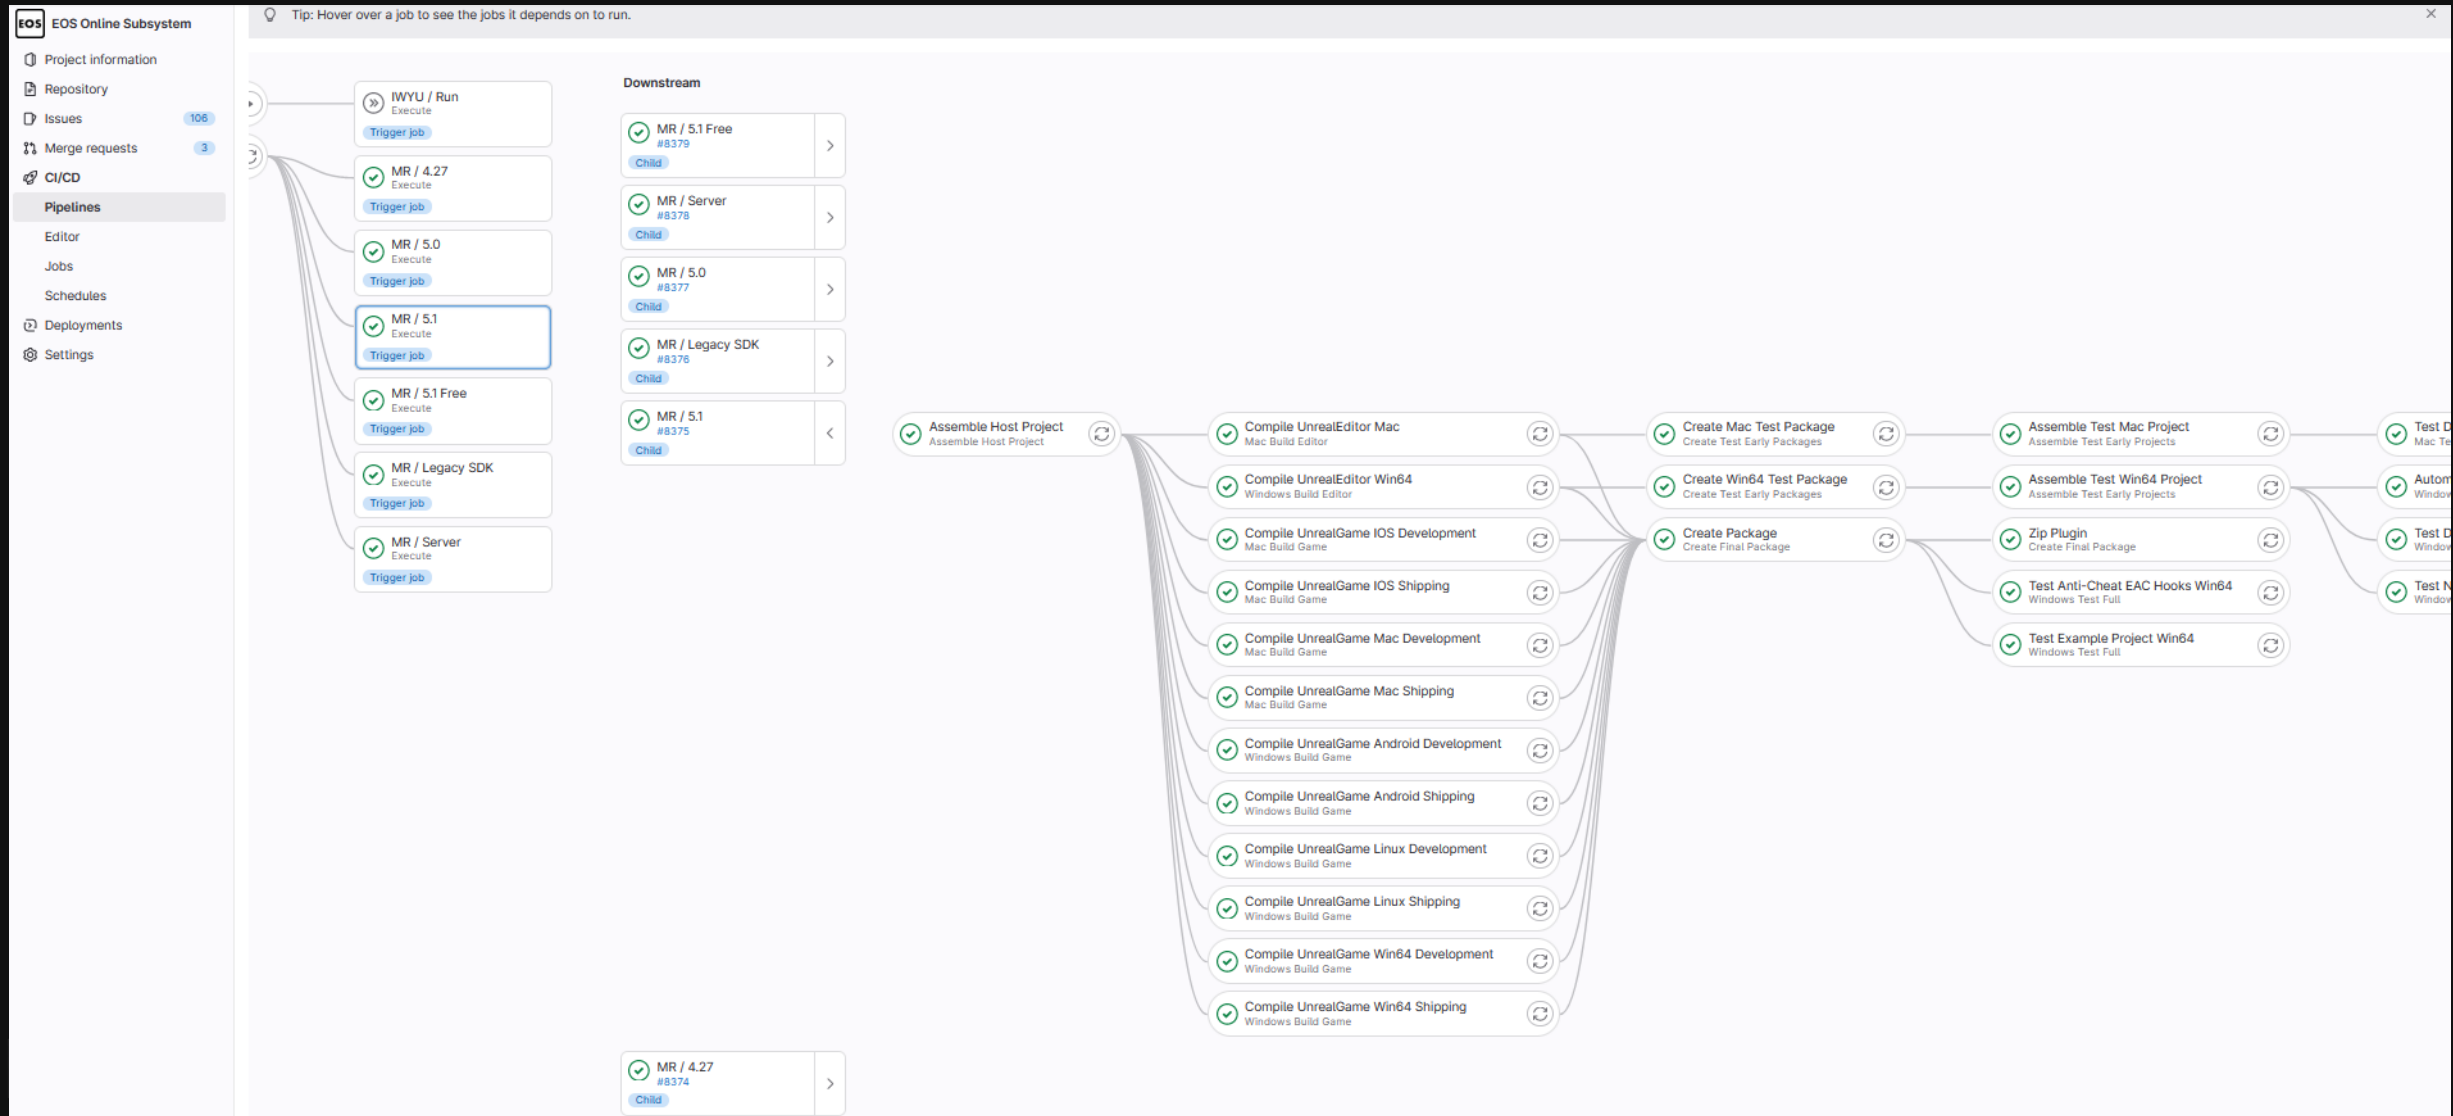 EOS EOS Online Subsystem
Project information
Repository
Issues 106
Merge requests 3
CI/CD
Pipelines
Editor
Jobs
Schedules
Deployments
Settings
Tip: Hover over a job to see the jobs it depends on to run.
IWYU / Run
Execute
Trigger job
MR / 4.27
Execute
Trigger job
MR / 5.0
Execute
Trigger job
MR / 5.1
Execute
Trigger job
MR / 5.1 Free
Execute
Trigger job
MR / Legacy SDK
Execute
Trigger job
MR / Server
Execute
Trigger job
Downstream
MR / 5.1 Free
#8379
Child
MR / Server
#8378
Child
MR / 5.0
#8377
Child
MR / Legacy SDK
#8376
Child
MR / 5.1
#8375
Child
MR / 4.27
#8374
Child
Assemble Host Project
Assemble Host Project
Compile UnrealEditor Mac
Mac Build Editor
Compile UnrealEditor Win64
Windows Build Editor
Compile UnrealGame IOS Development
Mac Build Game
Compile UnrealGame IOS Shipping
Mac Build Game
Compile UnrealGame Mac Development
Mac Build Game
Compile UnrealGame Mac Shipping
Mac Build Game
Compile UnrealGame Android Development
Windows Build Game
Compile UnrealGame Android Shipping
Windows Build Game
Compile UnrealGame Linux Development
Windows Build Game
Compile UnrealGame Linux Shipping
Windows Build Game
Compile UnrealGame Win64 Development
Windows Build Game
Compile UnrealGame Win64 Shipping
Windows Build Game
Create Mac Test Package
Create Test Early Packages
Create Win64 Test Package
Create Test Early Packages
Create Package
Create Final Package
Assemble Test Mac Project
Assemble Test Early Projects
Assemble Test Win64 Project
Assemble Test Early Projects
Zip Plugin
Create Final Package
Test Anti-Cheat EAC Hooks Win64
Windows Test Full
Test Example Project Win64
Windows Test Full
Test D
Mac Te
Autom
Window
Test D
Window
Test N
Window